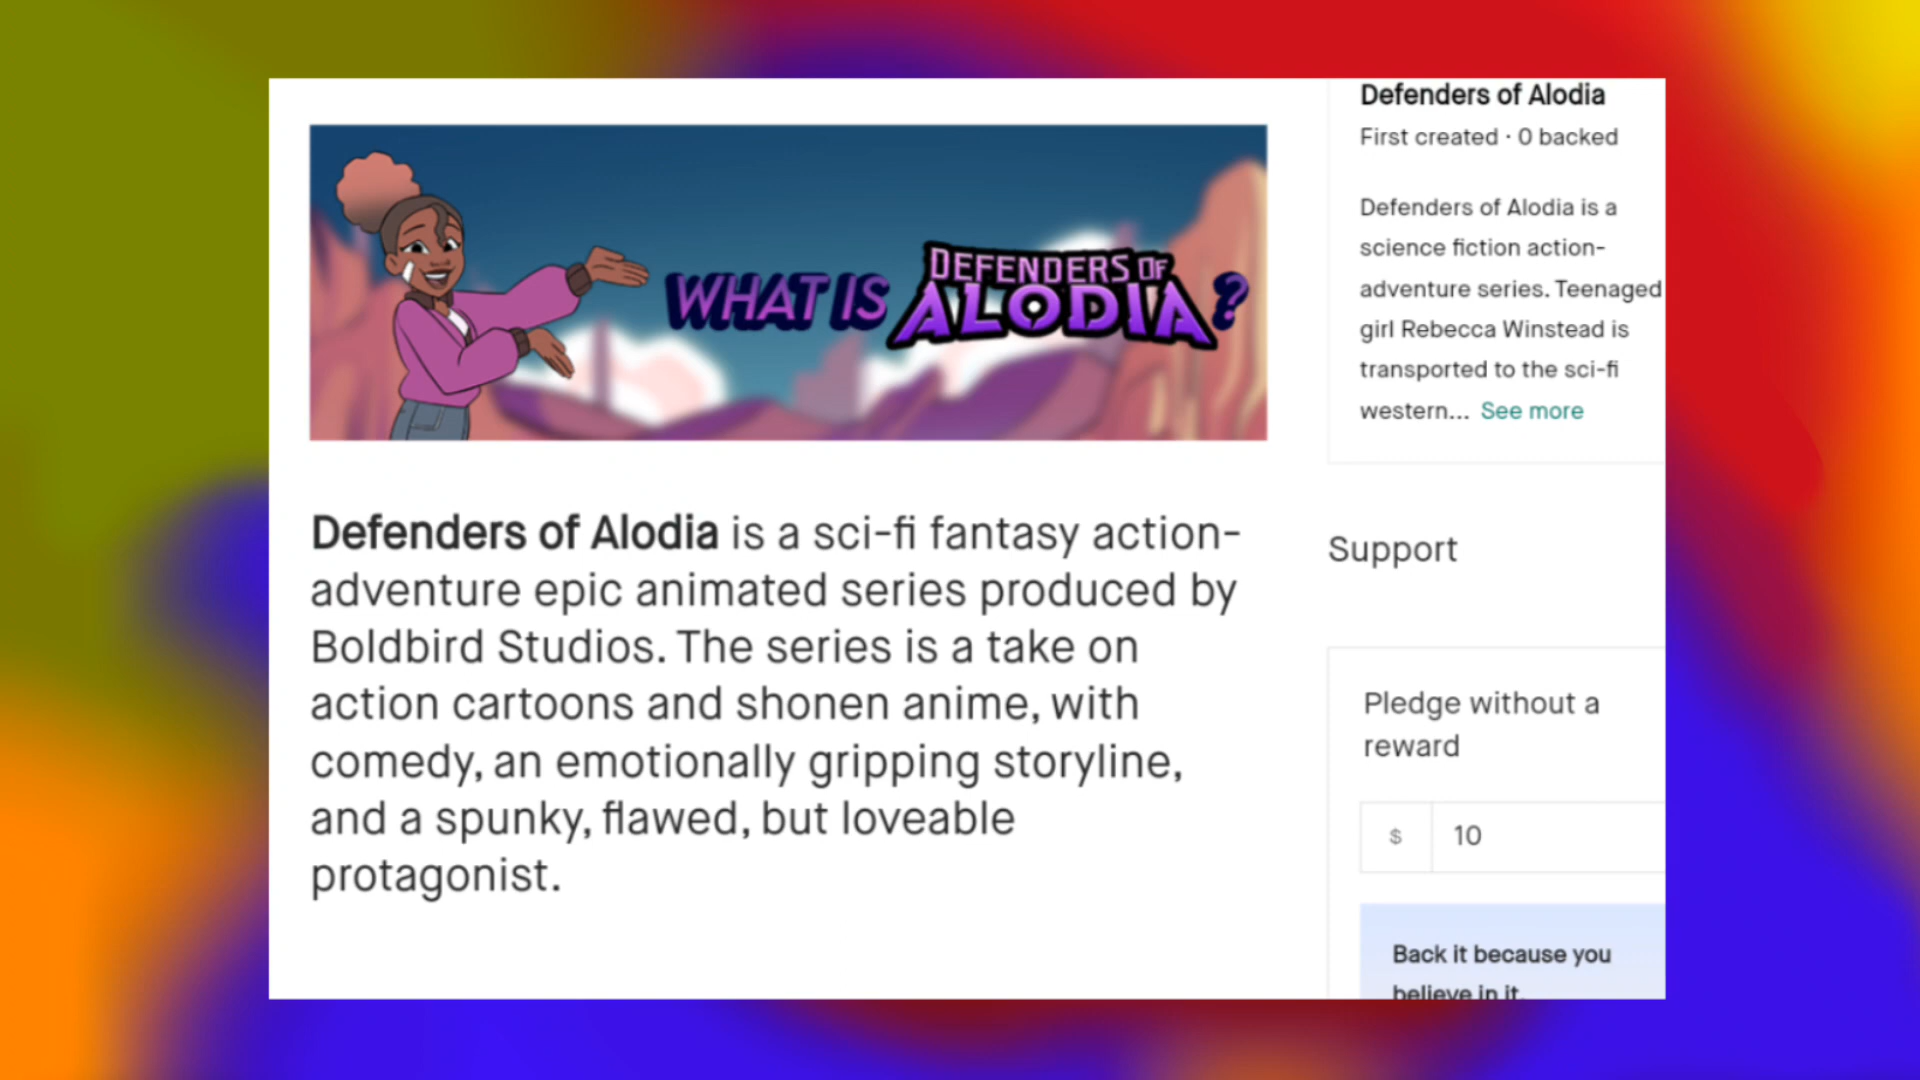 WHAT IS DEFENDERS OF ALODIA?
Defenders of Alodia is a sci-fi fantasy action-
adventure epic animated series produced by
Boldbird Studios. The series is a take on
action cartoons and shonen anime, with
comedy, an emotionally gripping storyline,
and a spunky, flawed, but loveable
protagonist.
Defenders of Alodia
First created · 0 backed
Defenders of Alodia is a
science fiction action-
adventure series. Teenaged
girl Rebecca Winstead is
transported to the sci-fi
western... See more
Support
Pledge without a
reward
$ 10
Back it because you
believe in it.